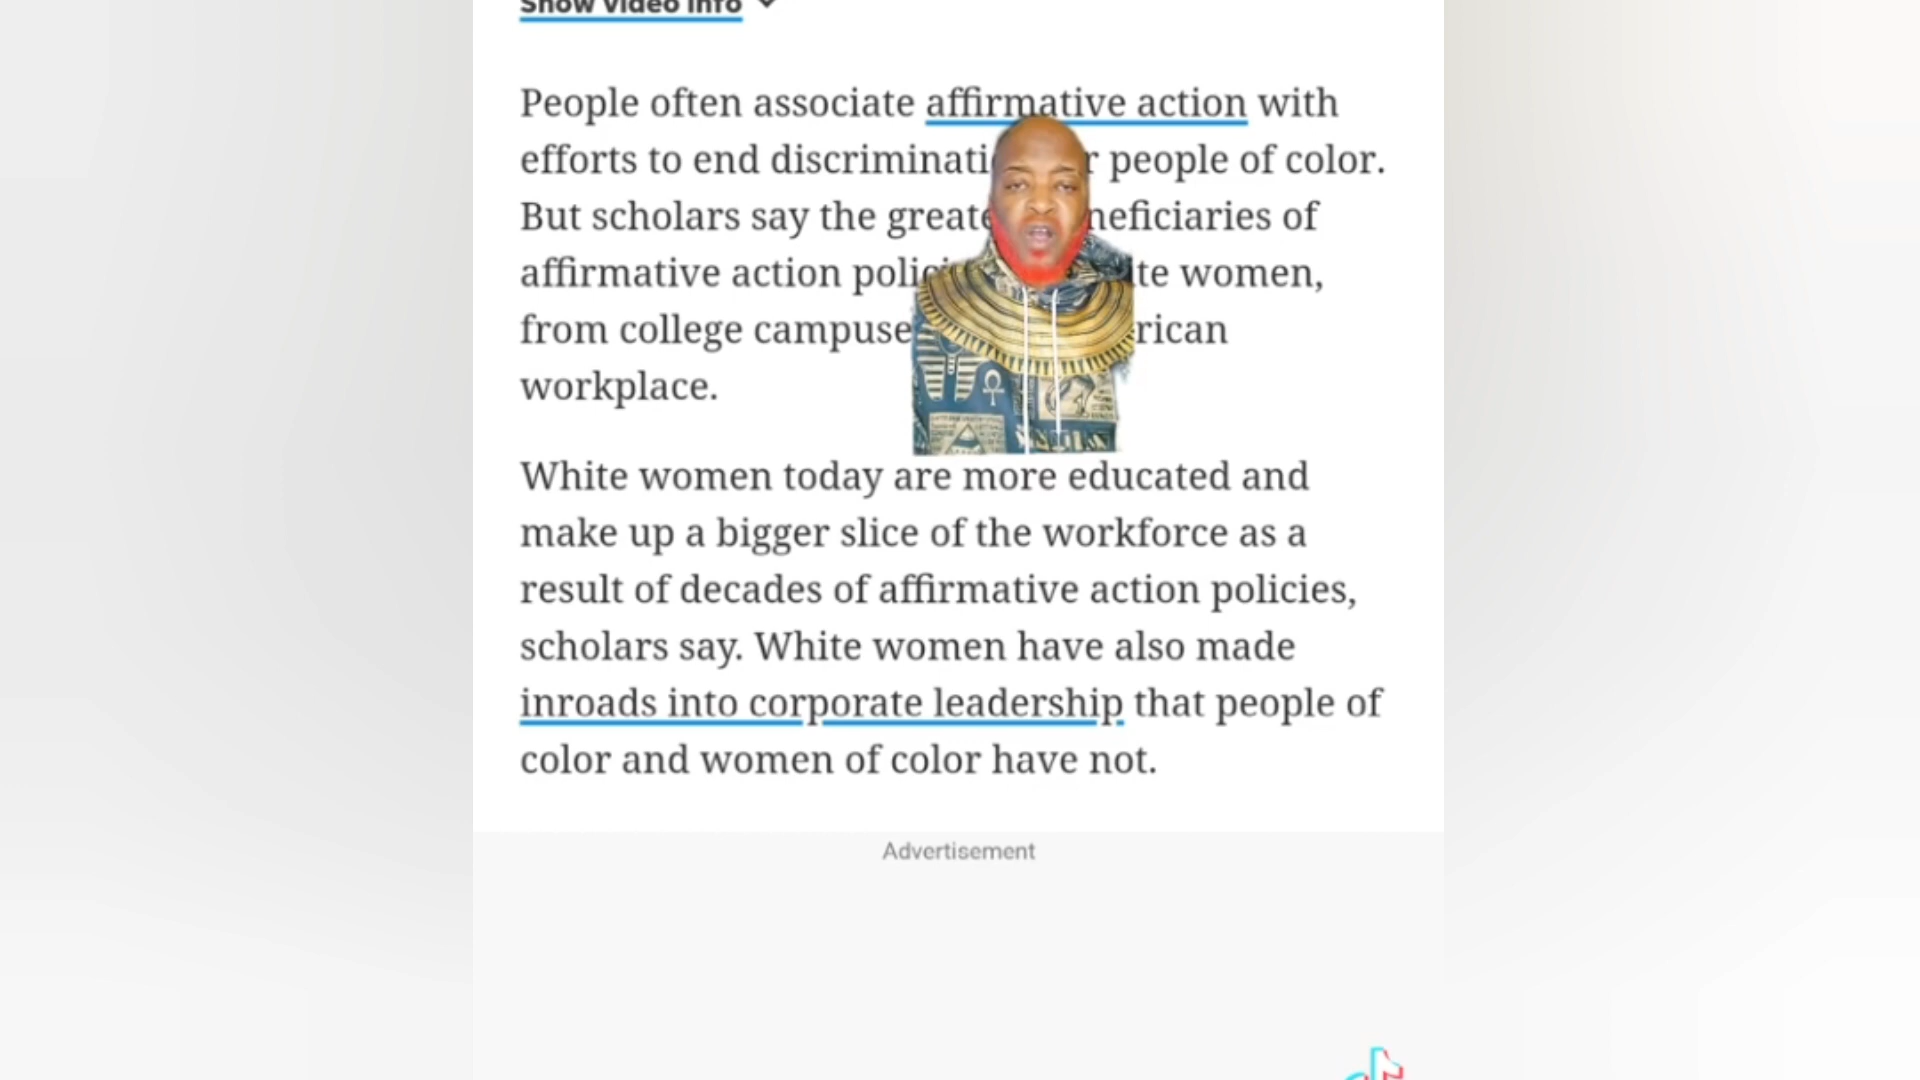 Show video info
People often associate affirmative action with
efforts to end discriminati r people of color.
But scholars say the greate neficiaries of
affirmative action polici te women,
from college campuse rican
workplace.
White women today are more educated and
make up a bigger slice of the workforce as a
result of decades of affirmative action policies,
scholars say. White women have also made
inroads into corporate leadership that people of
color and women of color have not.
Advertisement